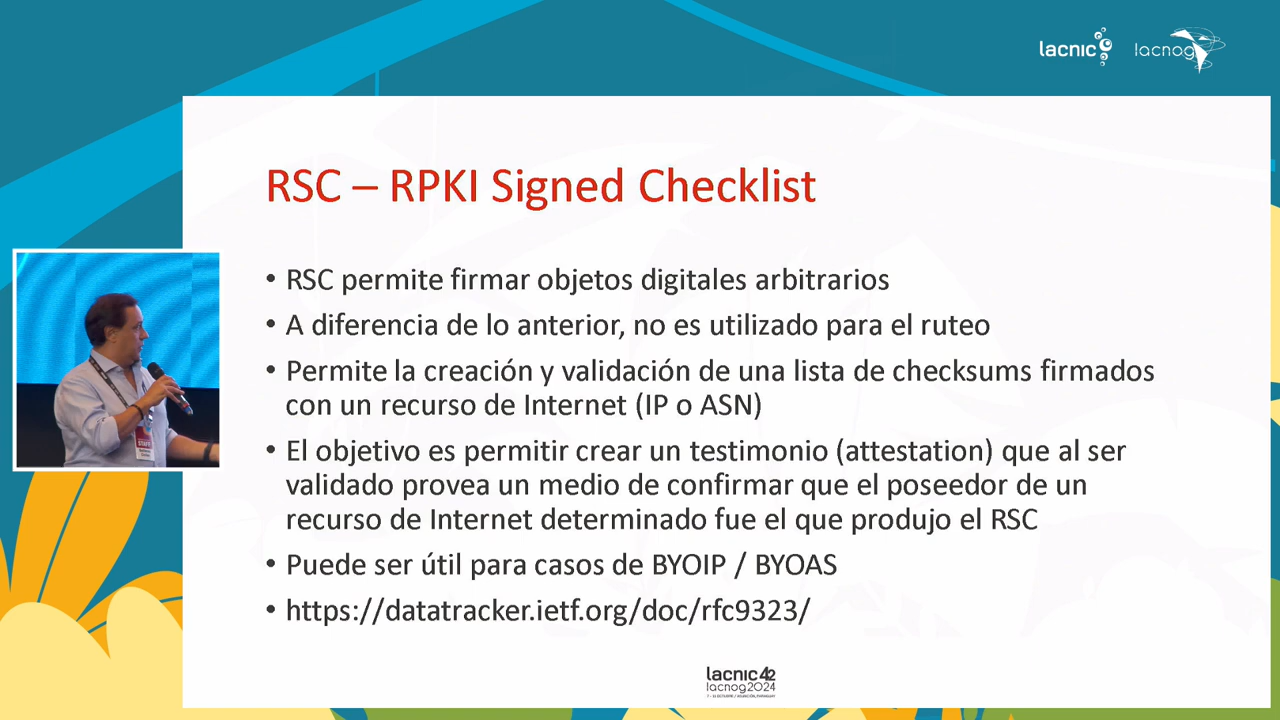 lacnic
lacnog
RSC – RPKI Signed Checklist
• RSC permite firmar objetos digitales arbitrarios
• A diferencia de lo anterior, no es utilizado para el ruteo
• Permite la creación y validación de una lista de checksums firmados
con un recurso de Internet (IP o ASN)
• El objetivo es permitir crear un testimonio (attestation) que al ser
validado provea un medio de confirmar que el poseedor de un
recurso de Internet determinado fue el que produjo el RSC
• Puede ser útil para casos de BYOIP / BYOAS
• https://datatracker.ietf.org/doc/rfc9323/
STAFF
lacnic42
lacnog2024